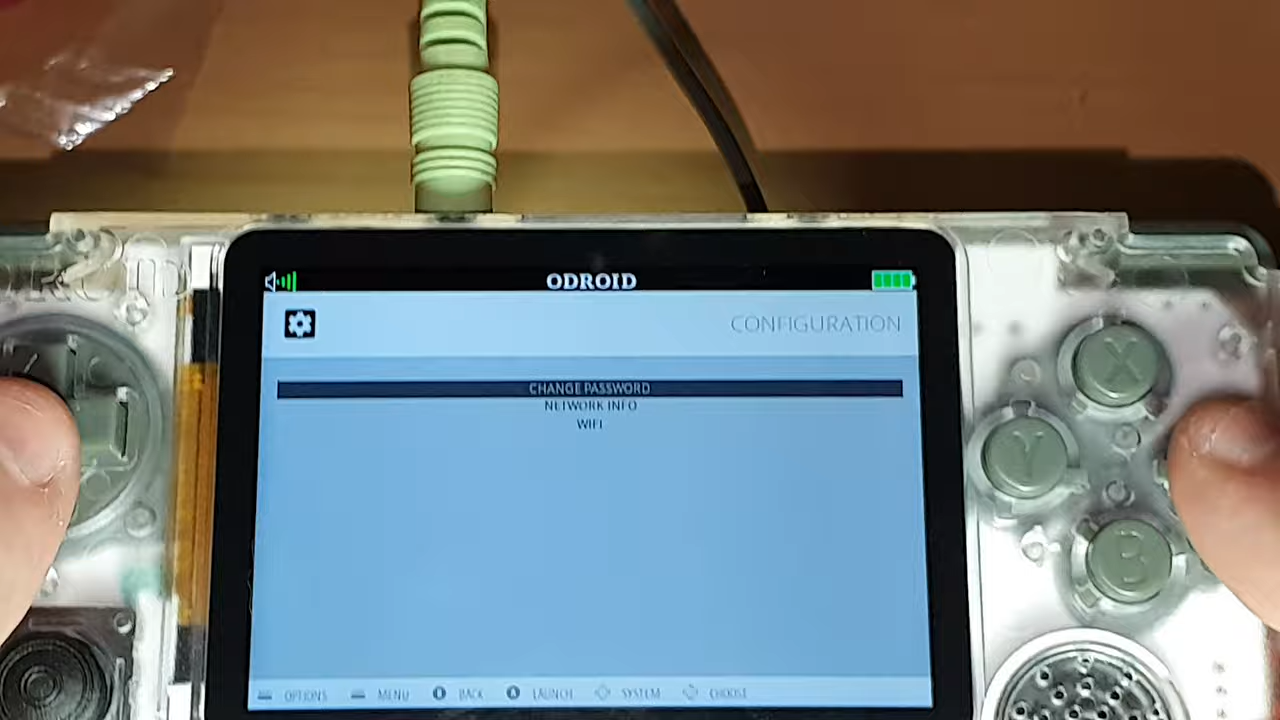 ODROID
CONFIGURATION
CHANGE PASSWORD
NETWORK INFO
WIFI
OPTIONS MENU BACK LAUNCH SYSTEM CHOOSE
X
Y
B